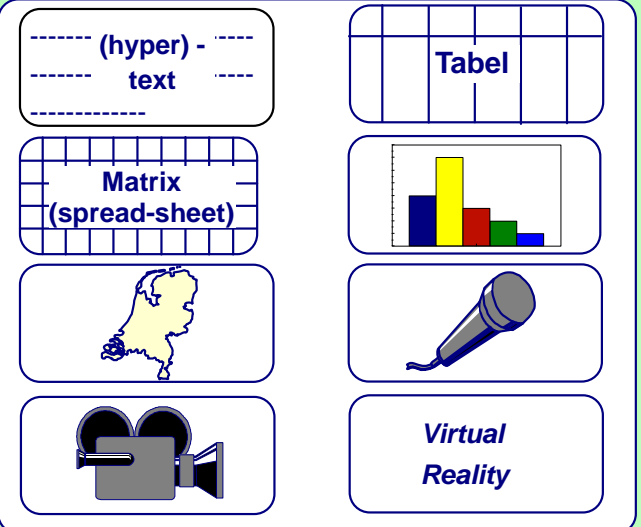 (hyper) -
text
Tabel
Matrix
(spread-sheet)
Virtual
Reality